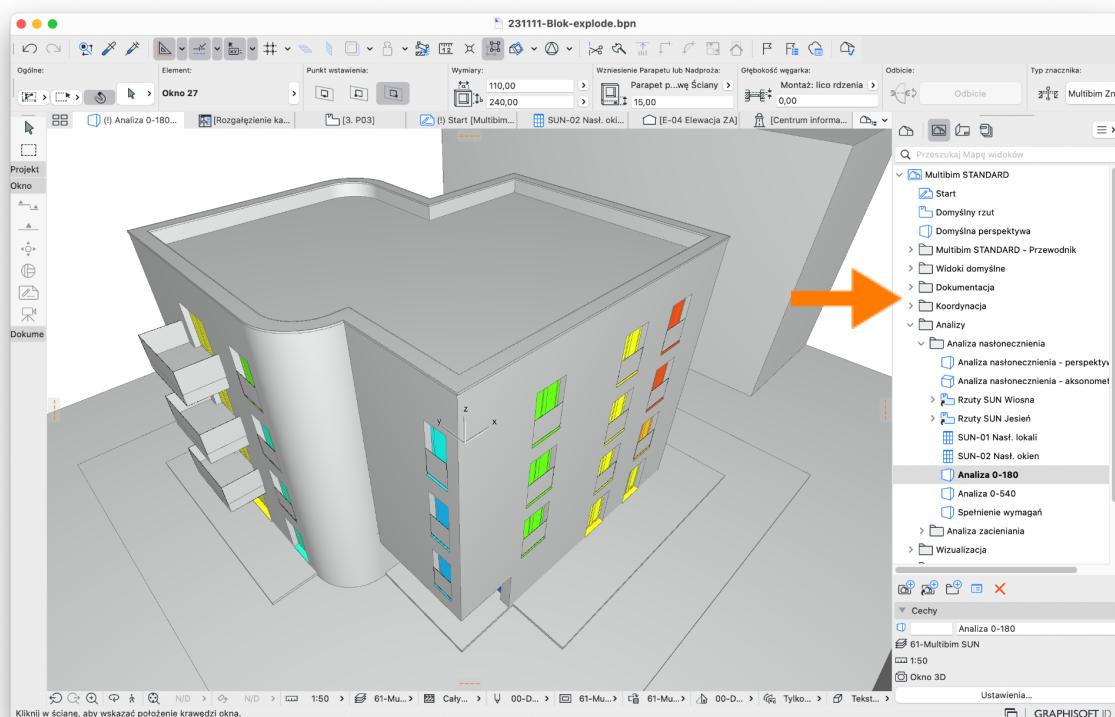 231111-Blok-explode.bpn
Ogólne:
Element:
Punkt wstawienia:
Wymiary:
Wzniesienie Parapetu lub Nadproża:
Głębokość węgarka:
Odbicie:
Typ znacznika:
Okno 27
110,00
240,00
Parapet p...wę Ściany
15,00
Montaż: lico rdzenia
0,00
Odbicie
Multibim Zn
(!) Analiza 0-180...
[Rozgałęzienie ka...
[3. P03]
(!) Start [Multibim...
SUN-02 Nasł. oki...
[E-04 Elewacja ZA]
[Centrum informa...
Projekt
Okno
Dokume
Przeszukaj Mapę widoków
Multibim STANDARD
Start
Domyślny rzut
Domyślna perspektywa
Multibim STANDARD - Przewodnik
Widoki domyślne
Dokumentacja
Koordynacja
Analizy
Analiza nasłonecznienia
Analiza nasłonecznienia - perspektyw
Analiza nasłonecznienia - aksonomet
Rzuty SUN Wiosna
Rzuty SUN Jesień
SUN-01 Nasł. lokali
SUN-02 Nasł. okien
Analiza 0-180
Analiza 0-540
Spełnienie wymagań
Analiza zacieniania
Wizualizacja
z
y
x
Cechy
Analiza 0-180
61-Multibim SUN
1:50
Okno 3D
Ustawienia...
N/D
N/D
1:50
61-Mu...
Cały...
00-D...
61-Mu...
61-Mu...
00-D...
Tylko...
Tekst...
Kliknij w ścianę, aby wskazać położenie krawędzi okna.
GRAPHISOFT ID